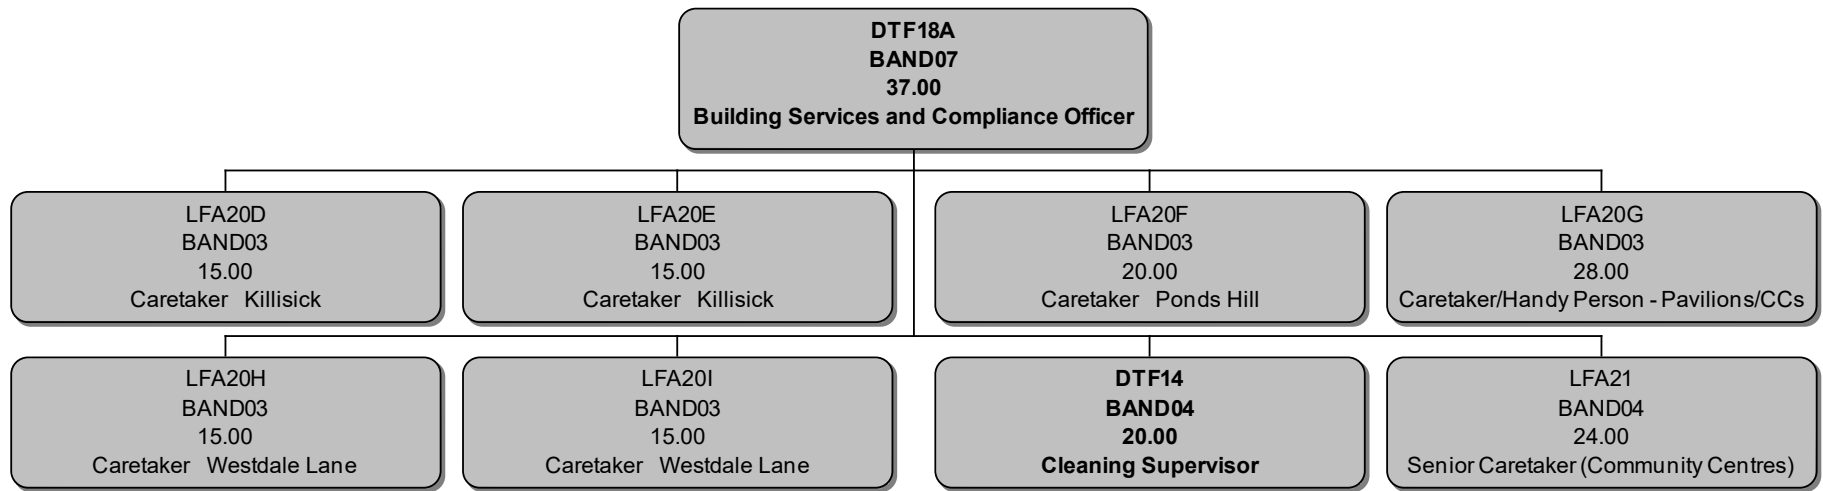 DTF18A
BAND07
37.00
Building Services and Compliance Officer
LFA20D
BAND03
15.00
Caretaker Killisick
LFA20E
BAND03
15.00
Caretaker Killisick
LFA20F
BAND03
20.00
Caretaker Ponds Hill
LFA20G
BAND03
28.00
Caretaker/Handy Person - Pavilions/CCs
LFA20H
BAND03
15.00
Caretaker Westdale Lane
LFA20I
BAND03
15.00
Caretaker Westdale Lane
DTF14
BAND04
20.00
Cleaning Supervisor
LFA21
BAND04
24.00
Senior Caretaker (Community Centres)